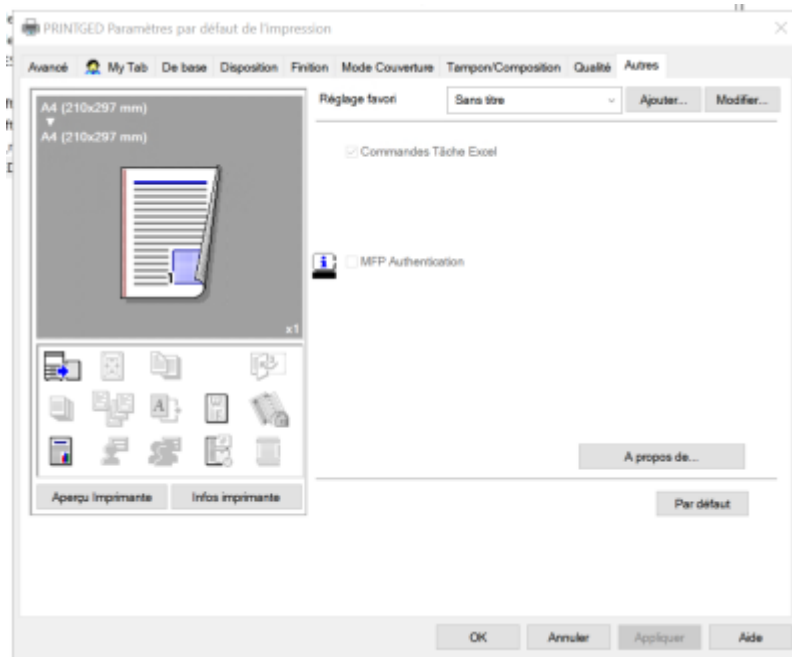 PRINTGED Paramètres par défaut de l'impression
Avancé My Tab De base Disposition Finition Mode Couverture Tampon/Composition Qualité Autres
A4 (210x297 mm)
A4 (210x297 mm)
1
x1
Réglage favori Sans titre Ajouter... Modifier...
Commandes Tâche Excel
MFP Authentication
A propos de...
Aperçu Imprimante Infos imprimante
Par défaut
OK Annuler Appliquer Aide